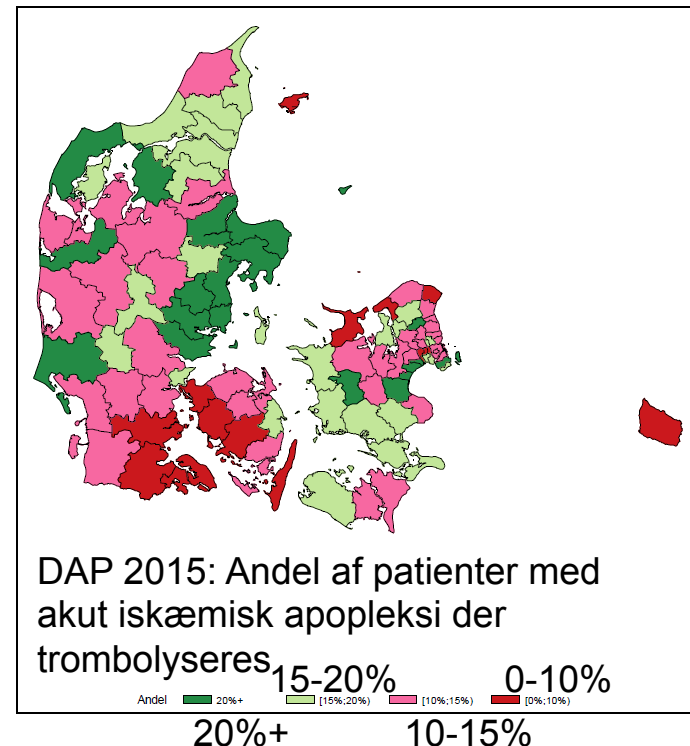 DAP 2015: Andel af patienter med
akut iskæmisk apopleksi der
trombolyseres
15-20% 0-10%
Andel 20%+ [15%;20%) [10%;15%) [0%;10%)
20%+ 10-15%